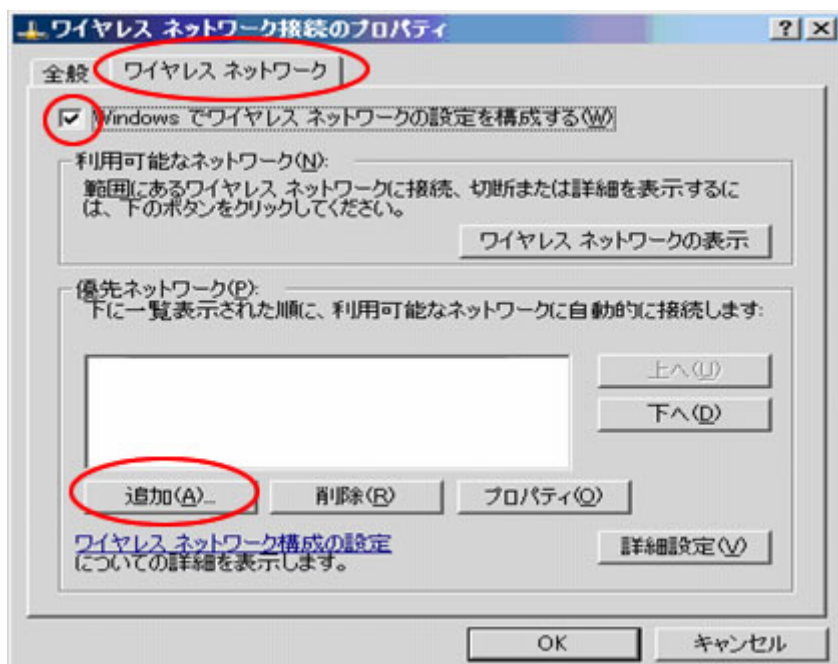 ワイヤレス ネットワーク接続のプロパティ
全般
ワイヤレス ネットワーク
Windows でワイヤレス ネットワークの設定を構成する(W)
利用可能なネットワーク(N):
範囲にあるワイヤレス ネットワークに接続、切断または詳細を表示するに
は、下のボタンをクリックしてください。
ワイヤレス ネットワークの表示
優先ネットワーク(P):
下に一覧表示された順に、利用可能なネットワークに自動的に接続します:
上へ(U)
下へ(D)
追加(A)...
削除(R)
プロパティ(O)
ワイヤレス ネットワーク構成の設定
についての詳細を表示します。
詳細設定(V)
OK
キャンセル